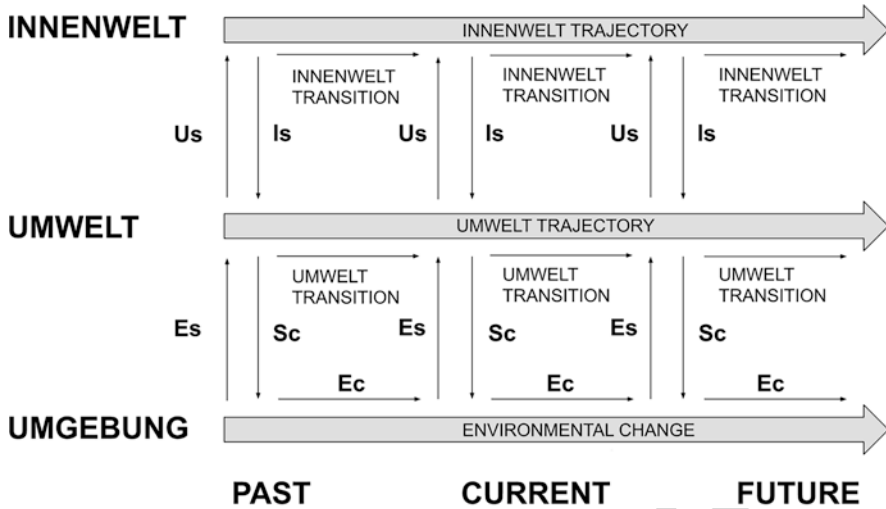 INNENWELT INNENWELT TRAJECTORY
INNENWELT TRANSITION INNENWELT TRANSITION INNENWELT TRANSITION
Us Is Us Is Us Is
UMWELT UMWELT TRAJECTORY
UMWELT TRANSITION UMWELT TRANSITION UMWELT TRANSITION
Es Sc Es Sc Es Sc
Ec Ec Ec
UMGEBUNG ENVIRONMENTAL CHANGE
PAST CURRENT FUTURE